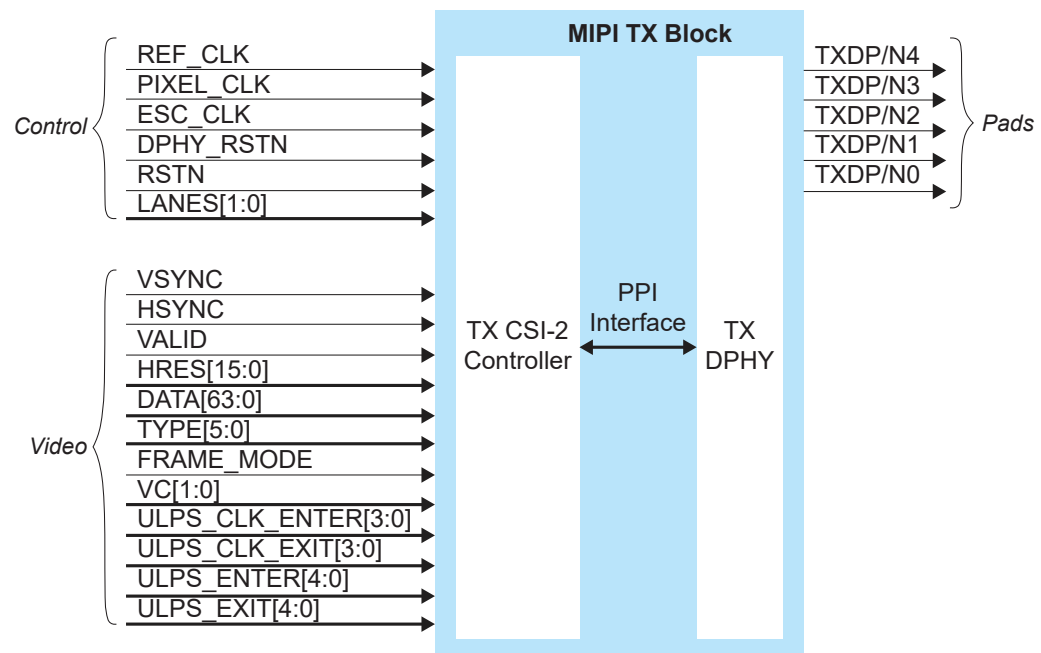 MIPI TX Block
Control
REF_CLK
PIXEL_CLK
ESC_CLK
DPHY_RSTN
RSTN
LANES[1:0]
Video
VSYNC
HSYNC
VALID
HRES[15:0]
DATA[63:0]
TYPE[5:0]
FRAME_MODE
VC[1:0]
ULPS_CLK_ENTER[3:0]
ULPS_CLK_EXIT[3:0]
ULPS_ENTER[4:0]
ULPS_EXIT[4:0]
TX CSI-2
Controller
PPI
Interface
TX
DPHY
TXDP/N4
TXDP/N3
TXDP/N2
TXDP/N1
TXDP/N0
Pads